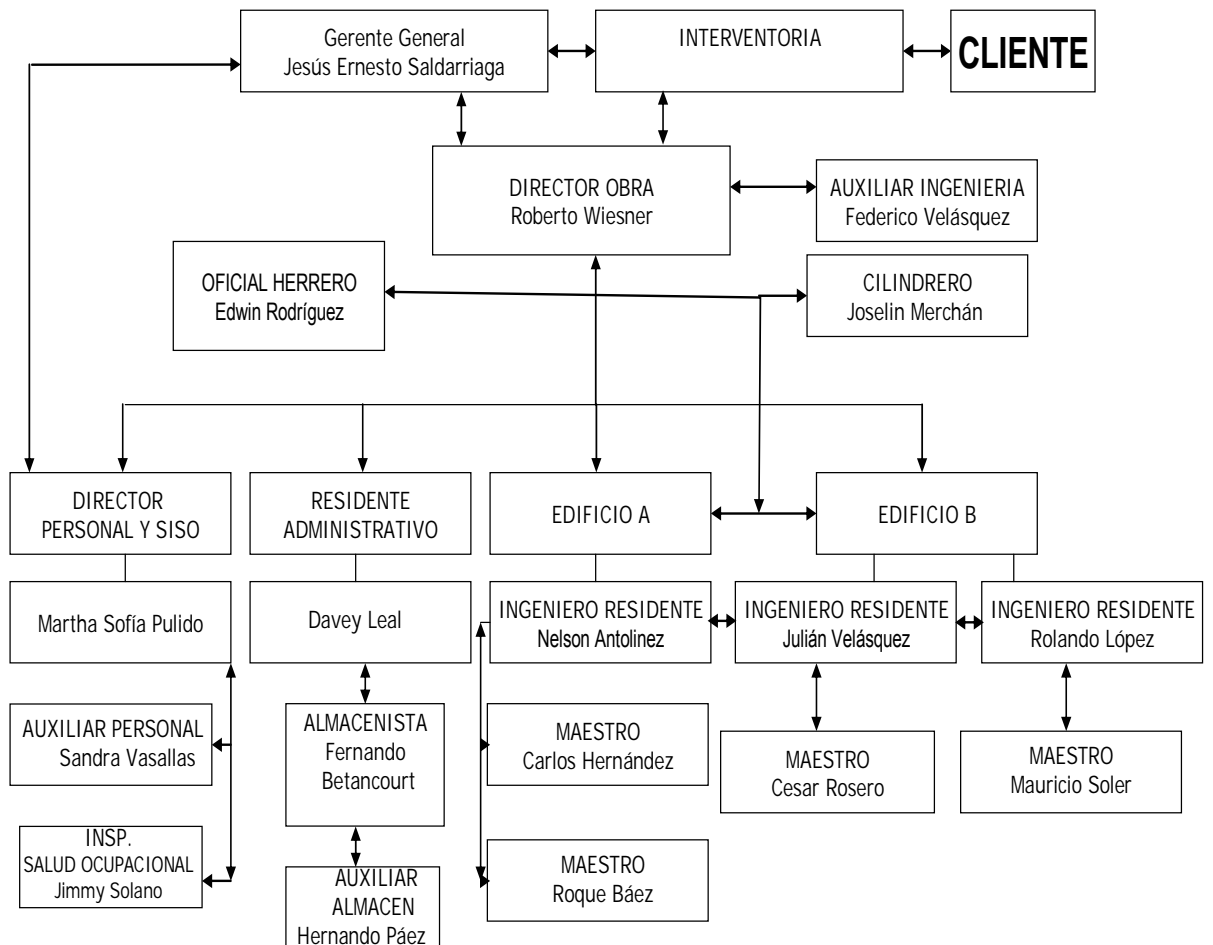 Gerente General
Jesús Ernesto Saldarriaga
INTERVENTORIA
CLIENTE
DIRECTOR OBRA
Roberto Wiesner
AUXILIAR INGENIERIA
Federico Velásquez
OFICIAL HERRERO
Edwin Rodríguez
CILINDRERO
Joselin Merchán
DIRECTOR
PERSONAL Y SISO
RESIDENTE
ADMINISTRATIVO
EDIFICIO A
EDIFICIO B
Martha Sofía Pulido
Davey Leal
INGENIERO RESIDENTE
Nelson Antolinez
INGENIERO RESIDENTE
Julián Velásquez
INGENIERO RESIDENTE
Rolando López
AUXILIAR PERSONAL
Sandra Vasallas
ALMACENISTA
Fernando
Betancourt
MAESTRO
Carlos Hernández
MAESTRO
Cesar Rosero
MAESTRO
Mauricio Soler
INSP.
SALUD OCUPACIONAL
Jimmy Solano
AUXILIAR
ALMACEN
Hernando Páez
MAESTRO
Roque Báez